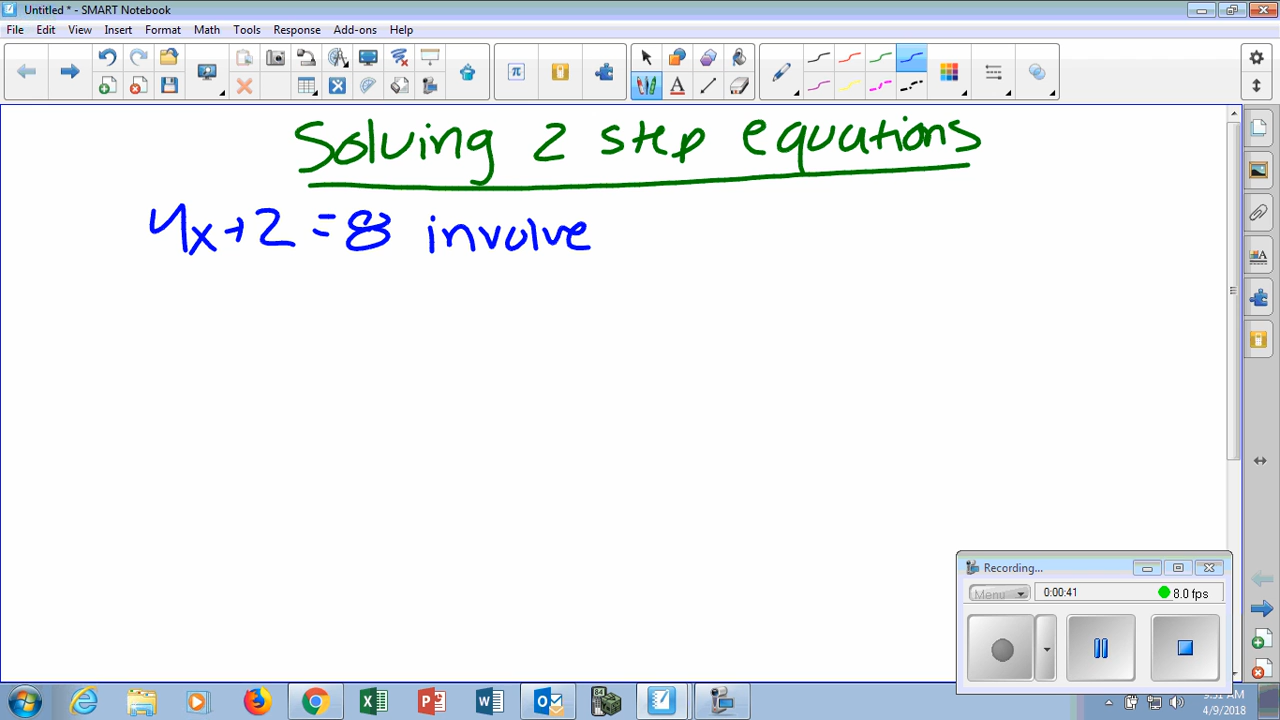 Untitled * - SMART Notebook
File Edit View Insert Format Math Tools Response Add-ons Help
Solving 2 step equations
4x+2 = 8 involve
Recording...
Menu 0:00:41 8.0 fps
4/9/2018